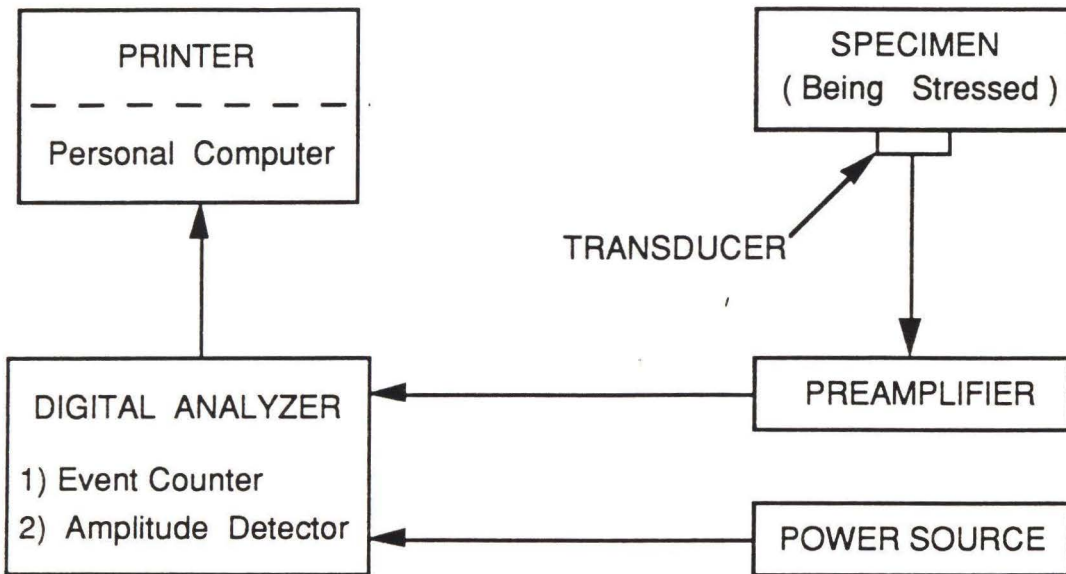 PRINTER
Personal Computer
SPECIMEN
( Being Stressed )
TRANSDUCER
DIGITAL ANALYZER
1) Event Counter
2) Amplitude Detector
PREAMPLIFIER
POWER SOURCE